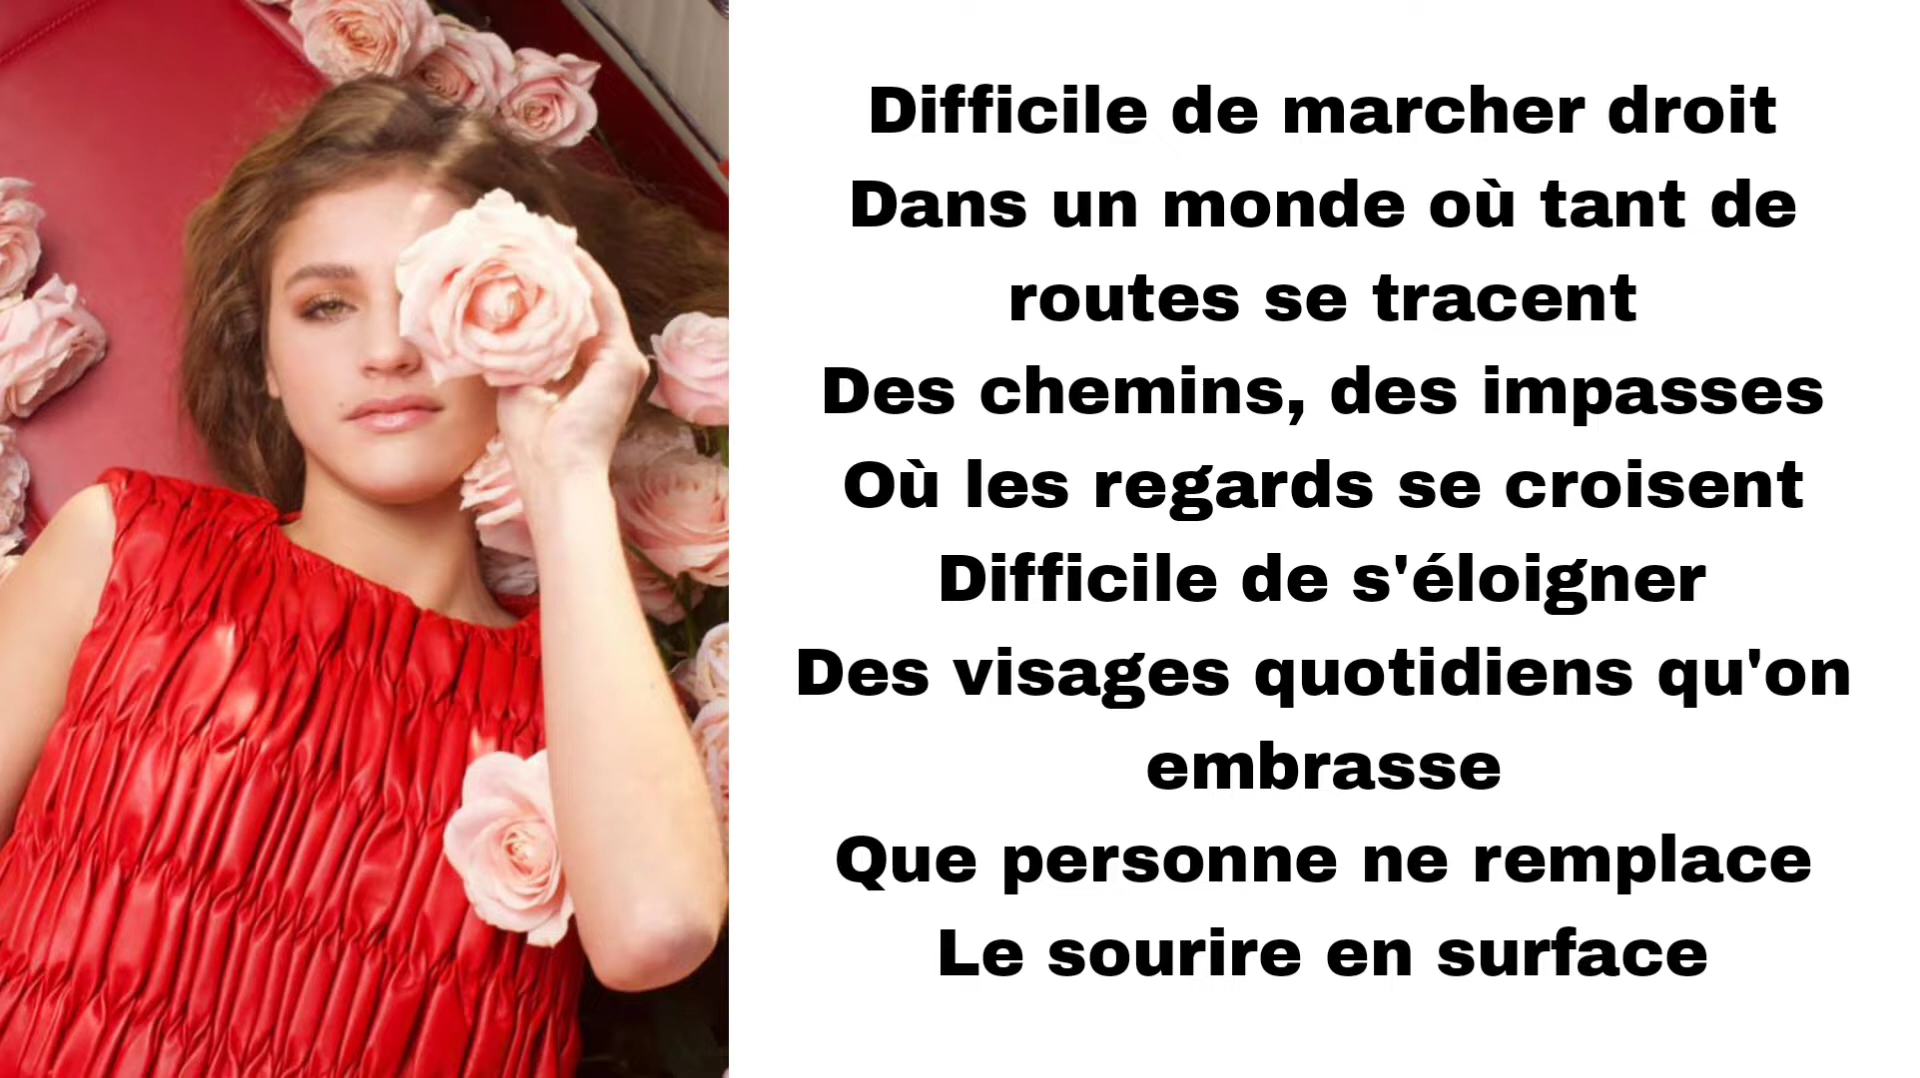 Difficile de marcher droit
Dans un monde où tant de
routes se tracent
Des chemins, des impasses
Où les regards se croisent
Difficile de s'éloigner
Des visages quotidiens qu'on
embrasse
Que personne ne remplace
Le sourire en surface